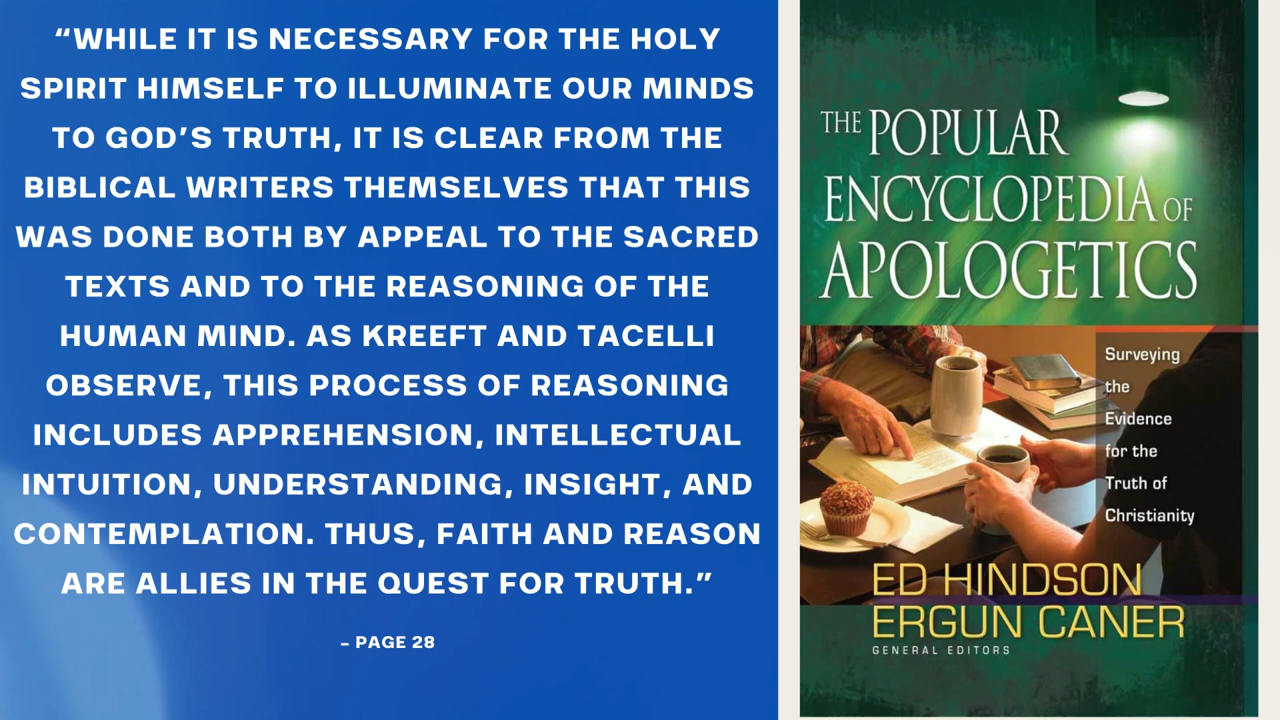 “WHILE IT IS NECESSARY FOR THE HOLY
SPIRIT HIMSELF TO ILLUMINATE OUR MINDS
TO GOD’S TRUTH, IT IS CLEAR FROM THE
BIBLICAL WRITERS THEMSELVES THAT THIS
WAS DONE BOTH BY APPEAL TO THE SACRED
TEXTS AND TO THE REASONING OF THE
HUMAN MIND. AS KREEFT AND TACELLI
OBSERVE, THIS PROCESS OF REASONING
INCLUDES APPREHENSION, INTELLECTUAL
INTUITION, UNDERSTANDING, INSIGHT, AND
CONTEMPLATION. THUS, FAITH AND REASON
ARE ALLIES IN THE QUEST FOR TRUTH.”
– PAGE 28
THE POPULAR
ENCYCLOPEDIA OF
APOLOGETICS
Surveying
the
Evidence
for the
Truth of
Christianity
ED HINDSON
ERGUN CANER
GENERAL EDITORS